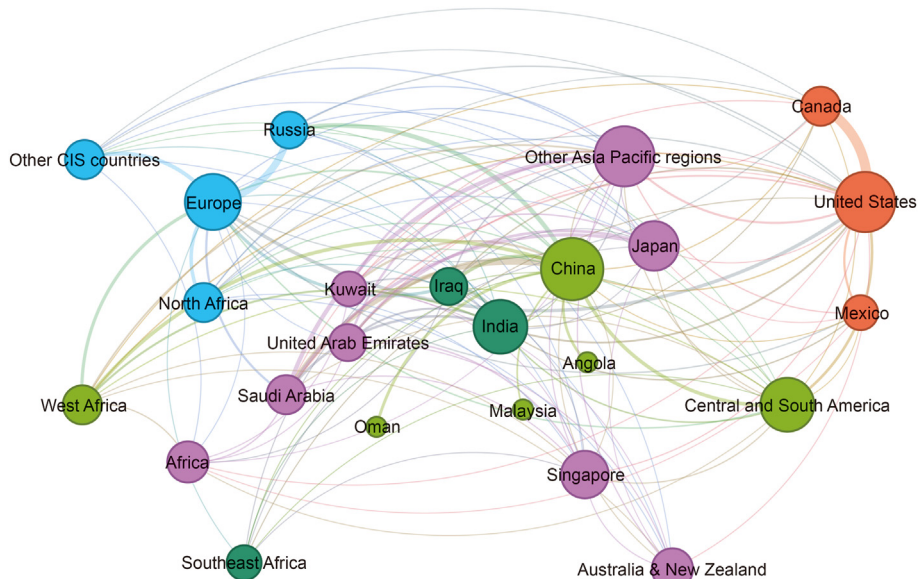 Canada
Russia
Other CIS countries
Other Asia Pacific regions
Europe
United States
Japan
China
Iraq
Kuwait
North Africa
Mexico
India
United Arab Emirates
Angola
Saudi Arabia
West Africa
Central and South America
Malaysia
Oman
Africa
Singapore
Southeast Africa
Australia & New Zealand